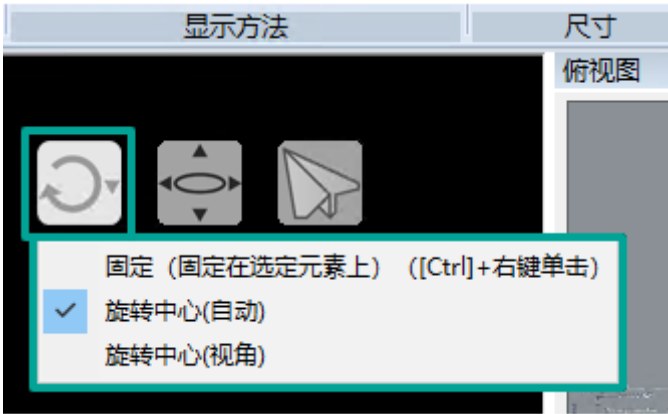 显示方法
尺寸
俯视图
固定（固定在选定元素上）（[Ctrl]+右键单击）
旋转中心(自动)
旋转中心(视角)